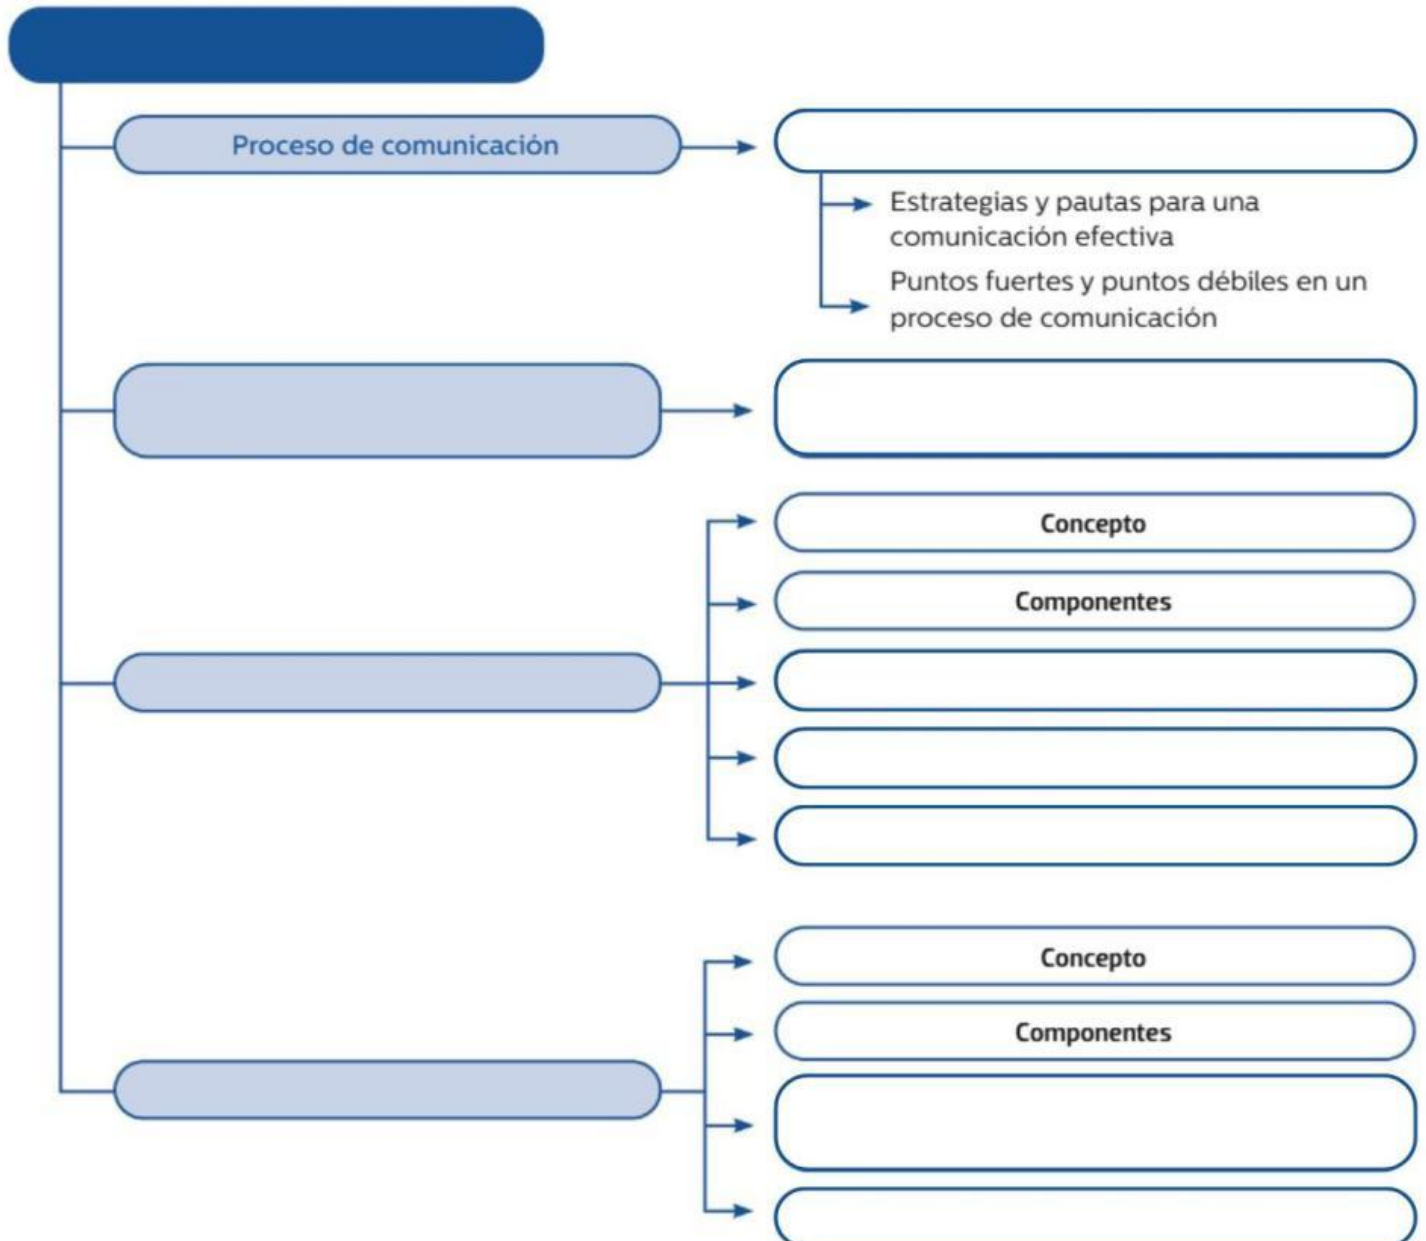 Proceso de comunicación
Estrategias y pautas para una
comunicación efectiva
Puntos fuertes y puntos débiles en un
proceso de comunicación
Concepto
Componentes
Concepto
Componentes